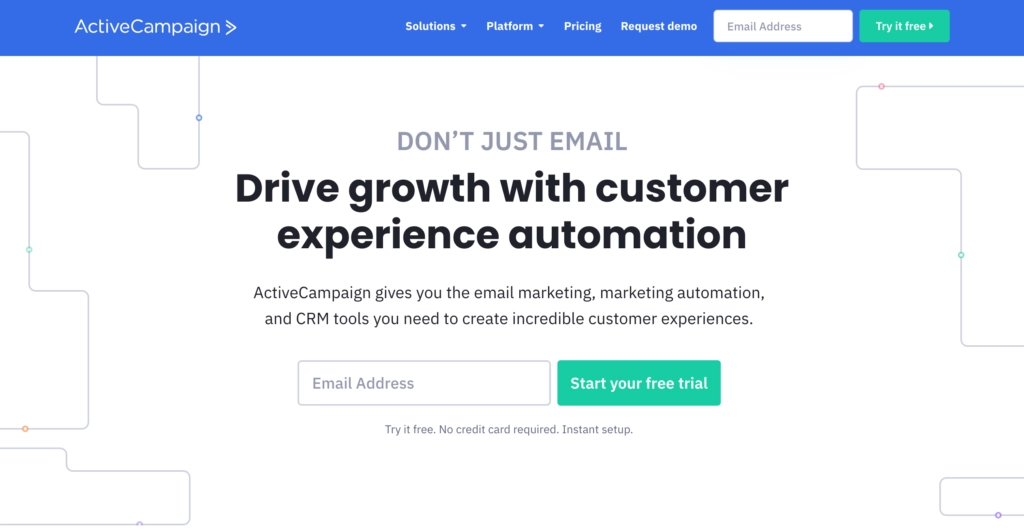 ActiveCampaign
Solutions
Platform
Pricing
Request demo
Email Address
Try it free
DON’T JUST EMAIL
Drive growth with customer
experience automation
ActiveCampaign gives you the email marketing, marketing automation,
and CRM tools you need to create incredible customer experiences.
Email Address
Start your free trial
Try it free. No credit card required. Instant setup.